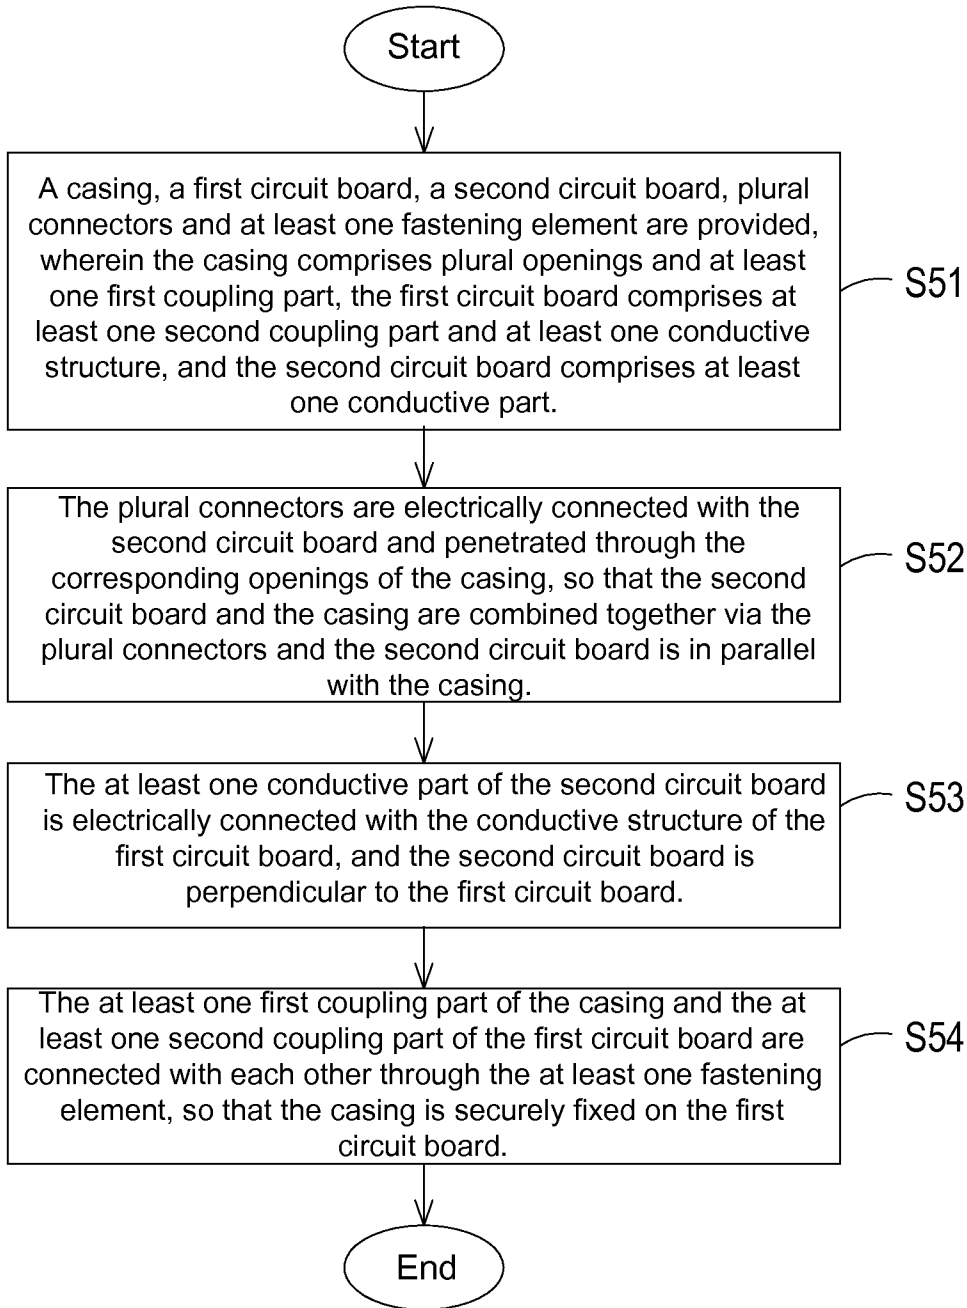 Start
A casing, a first circuit board, a second circuit board, plural
connectors and at least one fastening element are provided,
wherein the casing comprises plural openings and at least
one first coupling part, the first circuit board comprises at
least one second coupling part and at least one conductive
structure, and the second circuit board comprises at least
one conductive part.
S51
The plural connectors are electrically connected with the
second circuit board and penetrated through the
corresponding openings of the casing, so that the second
circuit board and the casing are combined together via the
plural connectors and the second circuit board is in parallel
with the casing.
S52
The at least one conductive part of the second circuit board
is electrically connected with the conductive structure of the
first circuit board, and the second circuit board is
perpendicular to the first circuit board.
S53
The at least one first coupling part of the casing and the at
least one second coupling part of the first circuit board are
connected with each other through the at least one fastening
element, so that the casing is securely fixed on the first
circuit board.
S54
End